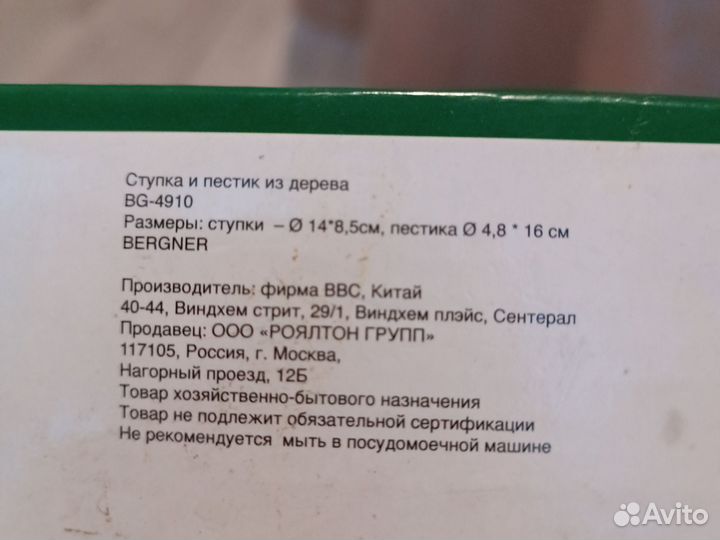 Ступка и пестик из дерева
BG-4910
Размеры: ступки – Ø 14*8,5см, пестика Ø 4,8 * 16 см
BERGNER
Производитель: фирма BBC, Китай
40-44, Виндхем стрит, 29/1, Виндхем плэйс, Сентерал
Продавец: ООО «РОЯЛТОН ГРУПП»
117105, Россия, г. Москва,
Нагорный проезд, 12Б
Товар хозяйственно-бытового назначения
Товар не подлежит обязательной сертификации
Не рекомендуется мыть в посудомоечной машине
Avito